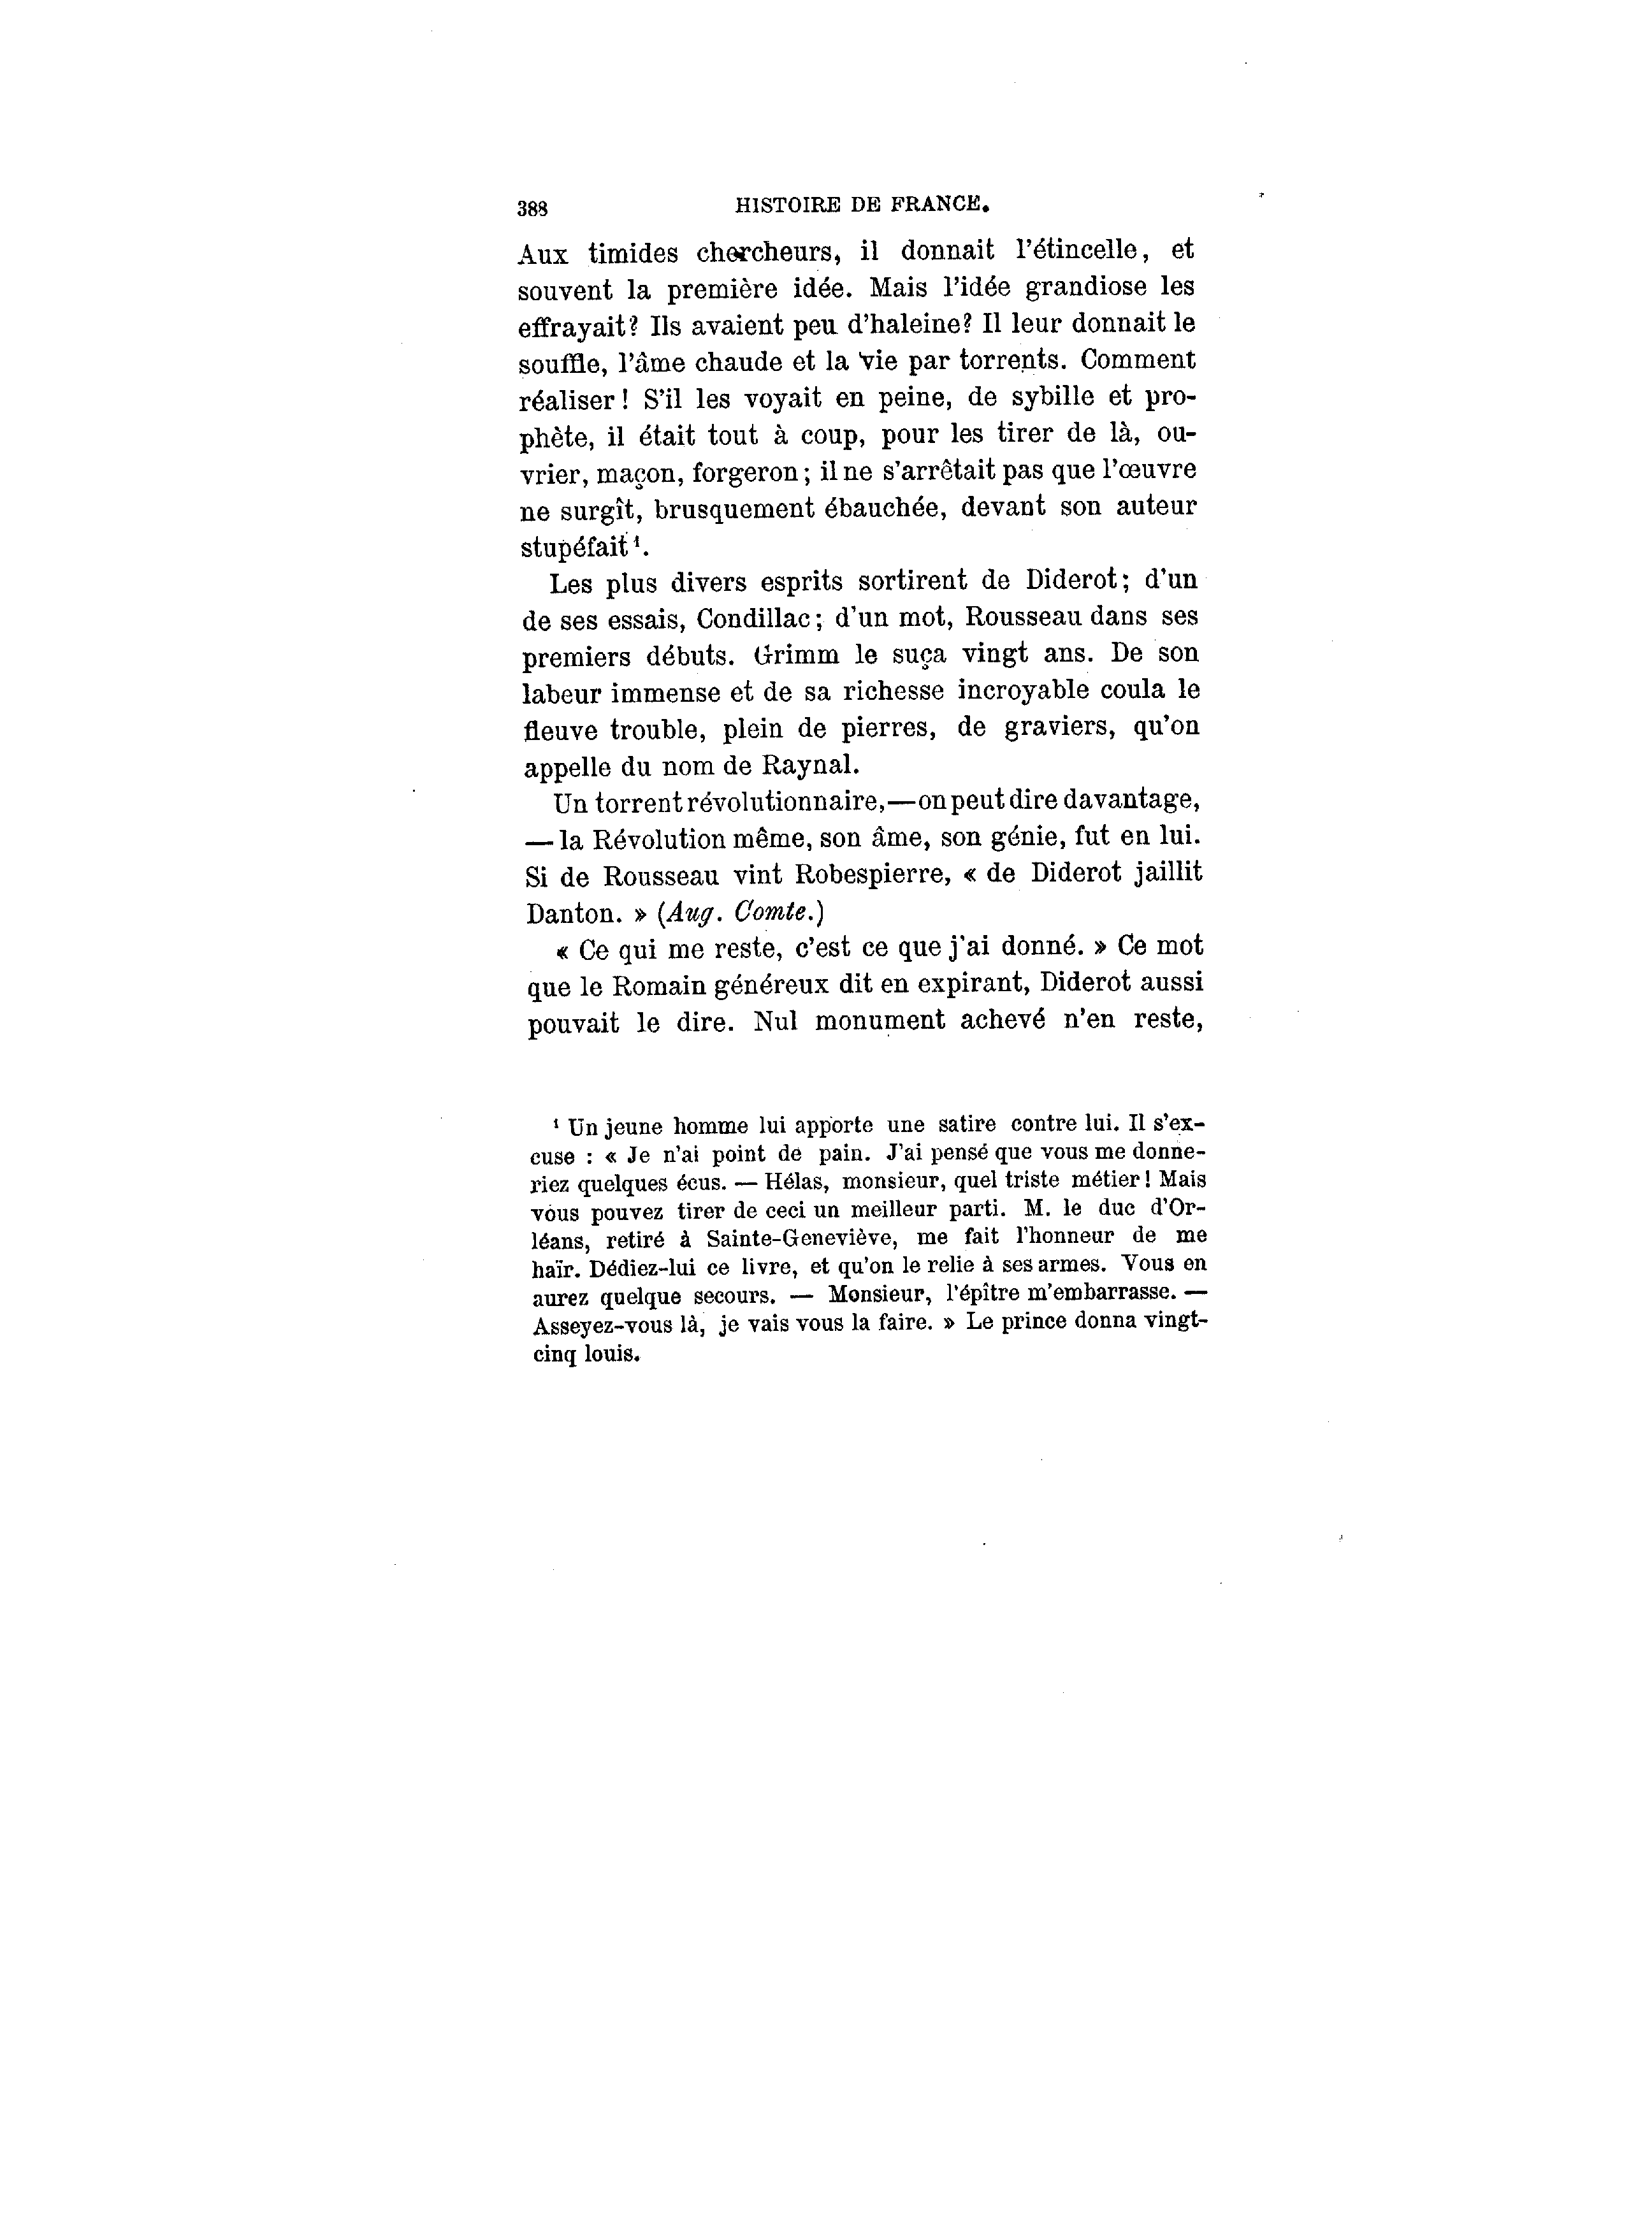 388 HISTOIRE DE FRANCE.
Aux timides chercheurs, il donnait l'étincelle, et
souvent la première idée. Mais l'idée grandiose les
effrayait? Ils avaient peu d'haleine? Il leur donnait le
souffle, l'âme chaude et la vie par torrents. Comment
réaliser! S'il les voyait en peine, de sybille et pro-
phète, il était tout à coup, pour les tirer de là, ou-
vrier, maçon, forgeron; il ne s'arrêtait pas que l'œuvre
ne surgît, brusquement ébauchée, devant son auteur
stupéfait¹.
Les plus divers esprits sortirent de Diderot; d'un
de ses essais, Condillac; d'un mot, Rousseau dans ses
premiers débuts. Grimm le suça vingt ans. De son
labeur immense et de sa richesse incroyable coula le
fleuve trouble, plein de pierres, de graviers, qu'on
appelle du nom de Raynal.
Un torrent révolutionnaire,—on peut dire davantage,
— la Révolution même, son âme, son génie, fut en lui.
Si de Rousseau vint Robespierre, « de Diderot jaillit
Danton. » (Aug. Comte.)
« Ce qui me reste, c'est ce que j'ai donné. » Ce mot
que le Romain généreux dit en expirant, Diderot aussi
pouvait le dire. Nul monument achevé n'en reste,
¹ Un jeune homme lui apporte une satire contre lui. Il s'ex-
cuse : « Je n'ai point de pain. J'ai pensé que vous me donne-
riez quelques écus. — Hélas, monsieur, quel triste métier! Mais
vous pouvez tirer de ceci un meilleur parti. M. le duc d'Or-
léans, retiré à Sainte-Geneviève, me fait l'honneur de me
haïr. Dédiez-lui ce livre, et qu'on le relie à ses armes. Vous en
aurez quelque secours. — Monsieur, l'épître m'embarrasse. —
Asseyez-vous là, je vais vous la faire. » Le prince donna vingt-
cinq louis.